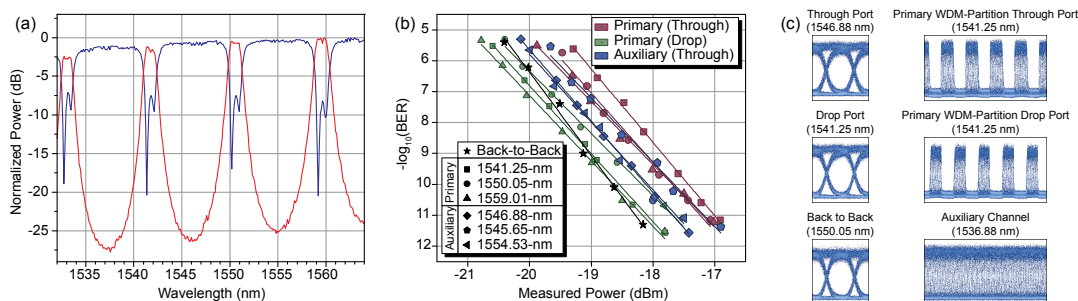 (a)
0
-5
-10
-15
-20
-25
Normalized Power (dB)
1535
1540
1545
1550
1555
1560
Wavelength (nm)
(b)
5
6
7
8
9
10
11
12
-log10(BER)
Primary (Through)
Primary (Drop)
Auxiliary (Through)
Back-to-Back
Primary
1541.25-nm
1550.05-nm
1559.01-nm
Auxiliary
1546.88-nm
1545.65-nm
1554.53-nm
-21
-20
-19
-18
-17
Measured Power (dBm)
(c)
Through Port
(1546.88 nm)
Primary WDM-Partition Through Port
(1541.25 nm)
Drop Port
(1541.25 nm)
Primary WDM-Partition Drop Port
(1541.25 nm)
Back to Back
(1550.05 nm)
Auxiliary Channel
(1536.88 nm)